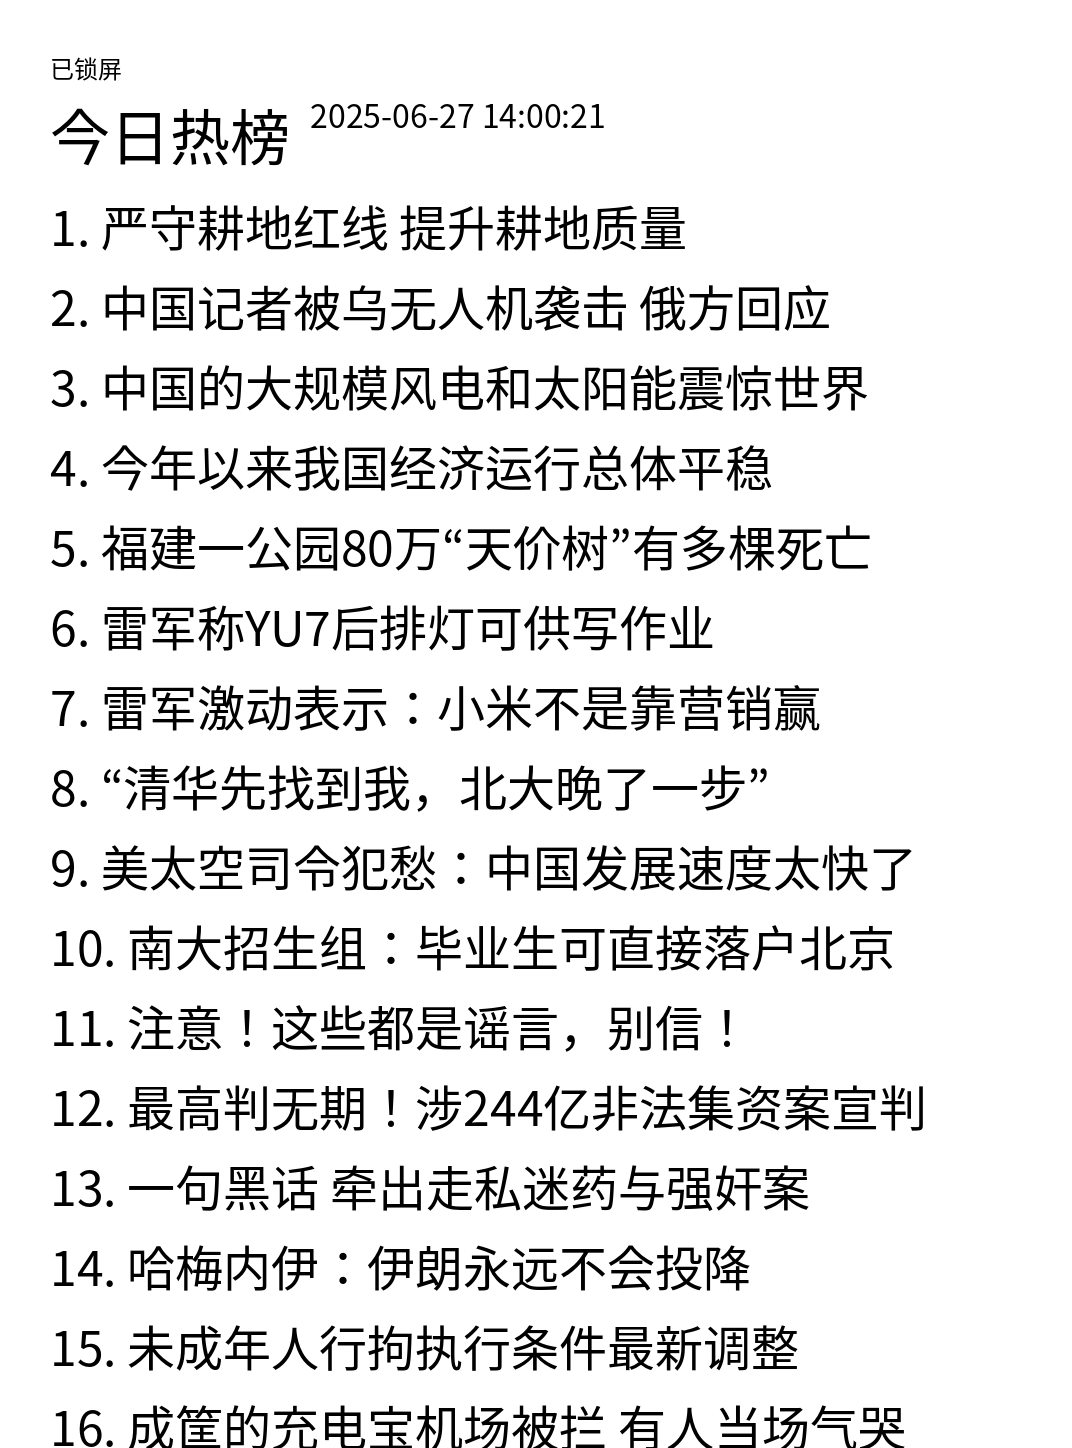 已锁屏
今日热榜 2025-06-27 14:00:21
1. 严守耕地红线 提升耕地质量
2. 中国记者被乌无人机袭击 俄方回应
3. 中国的大规模风电和太阳能震惊世界
4. 今年以来我国经济运行总体平稳
5. 福建一公园80万“天价树”有多棵死亡
6. 雷军称YU7后排灯可供写作业
7. 雷军激动表示：小米不是靠营销赢
8. “清华先找到我，北大晚了一步”
9. 美太空司令犯愁：中国发展速度太快了
10. 南大招生组：毕业生可直接落户北京
11. 注意！这些都是谣言，别信！
12. 最高判无期！涉244亿非法集资案宣判
13. 一句黑话 牵出走私迷药与强奸案
14. 哈梅内伊：伊朗永远不会投降
15. 未成年人行拘执行条件最新调整
16. 成筐的充电宝机场被拦 有人当场气哭